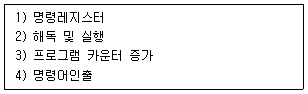 1) 명령레지스터
2) 해독 및 실행
3) 프로그램 카운터 증가
4) 명령어인출